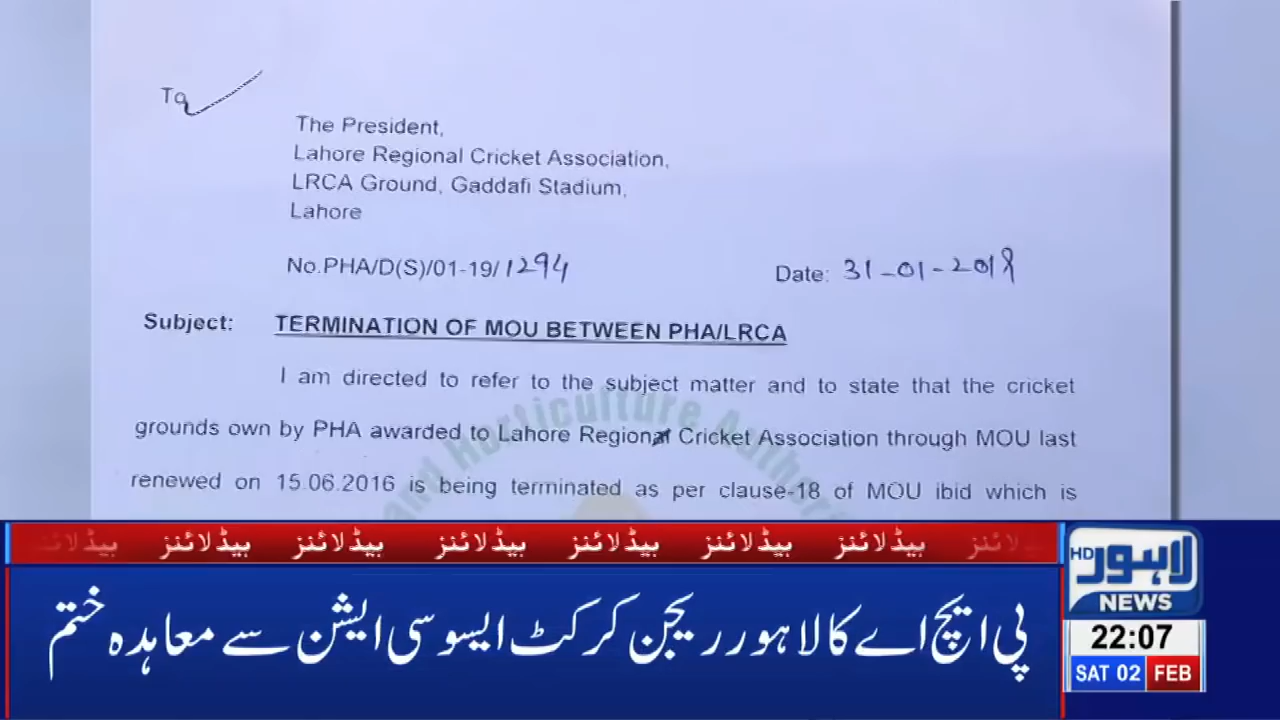 To
The President,
Lahore Regional Cricket Association,
LRCA Ground, Gaddafi Stadium,
Lahore
No.PHA/D(S)/01-19/1294 Date: 31-01-2018
Subject: TERMINATION OF MOU BETWEEN PHA/LRCA
I am directed to refer to the subject matter and to state that the cricket
grounds own by PHA awarded to Lahore Regional Cricket Association through MOU last
renewed on 15.06.2016 is being terminated as per clause-18 of MOU ibid which is
and Horticulture Authori
ہیڈلائنز ہیڈلائنز ہیڈلائنز ہیڈلائنز ہیڈلائنز ہیڈلائنز ہیڈلائنز
پی ایچ اے کا لاہور ریجن کرکٹ ایسوسی ایشن سے معاہدہ ختم
HD لاہور
NEWS
22:07
SAT 02 FEB